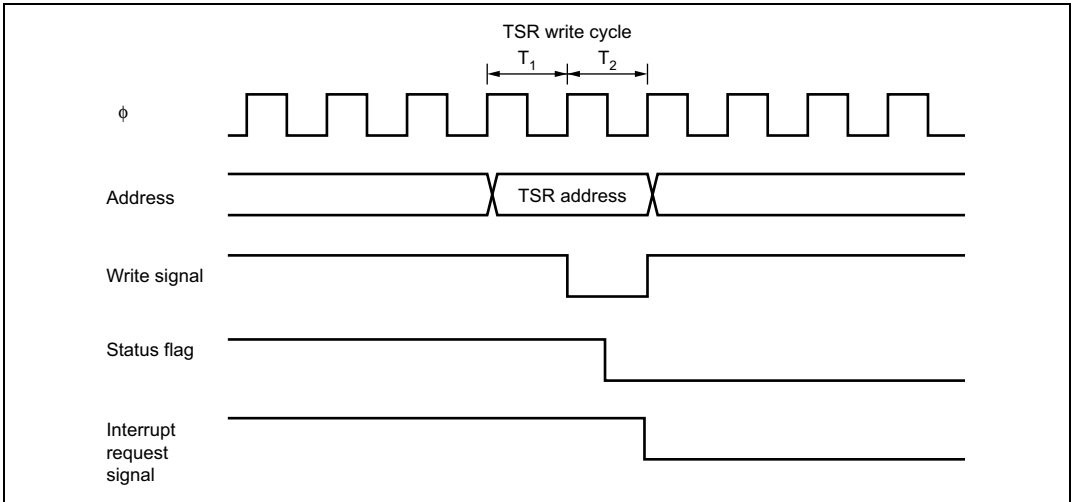 TSR write cycle
T1 T2
ϕ
Address
TSR address
Write signal
Status flag
Interrupt
request
signal